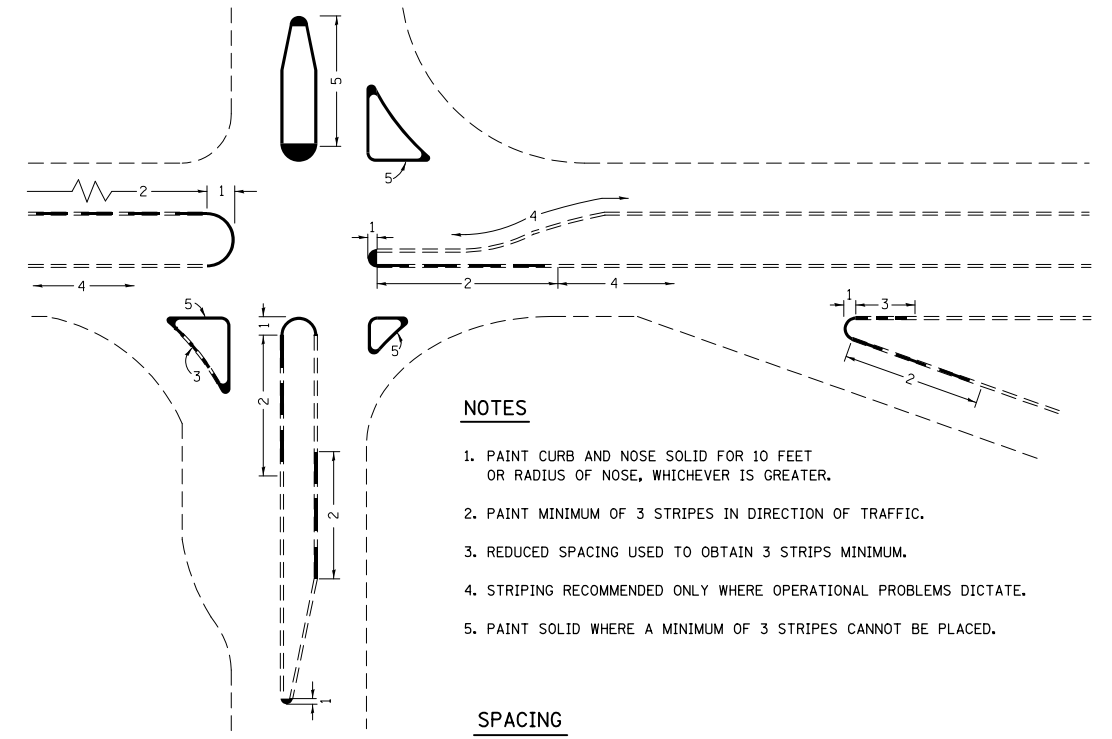 5
5
2
1
4
1
4
2
4
5
1
5
3
2
1
3
2
2
1
NOTES
1. PAINT CURB AND NOSE SOLID FOR 10 FEET
OR RADIUS OF NOSE, WHICHEVER IS GREATER.
2. PAINT MINIMUM OF 3 STRIPES IN DIRECTION OF TRAFFIC.
3. REDUCED SPACING USED TO OBTAIN 3 STRIPS MINIMUM.
4. STRIPING RECOMMENDED ONLY WHERE OPERATIONAL PROBLEMS DICTATE.
5. PAINT SOLID WHERE A MINIMUM OF 3 STRIPES CANNOT BE PLACED.
SPACING